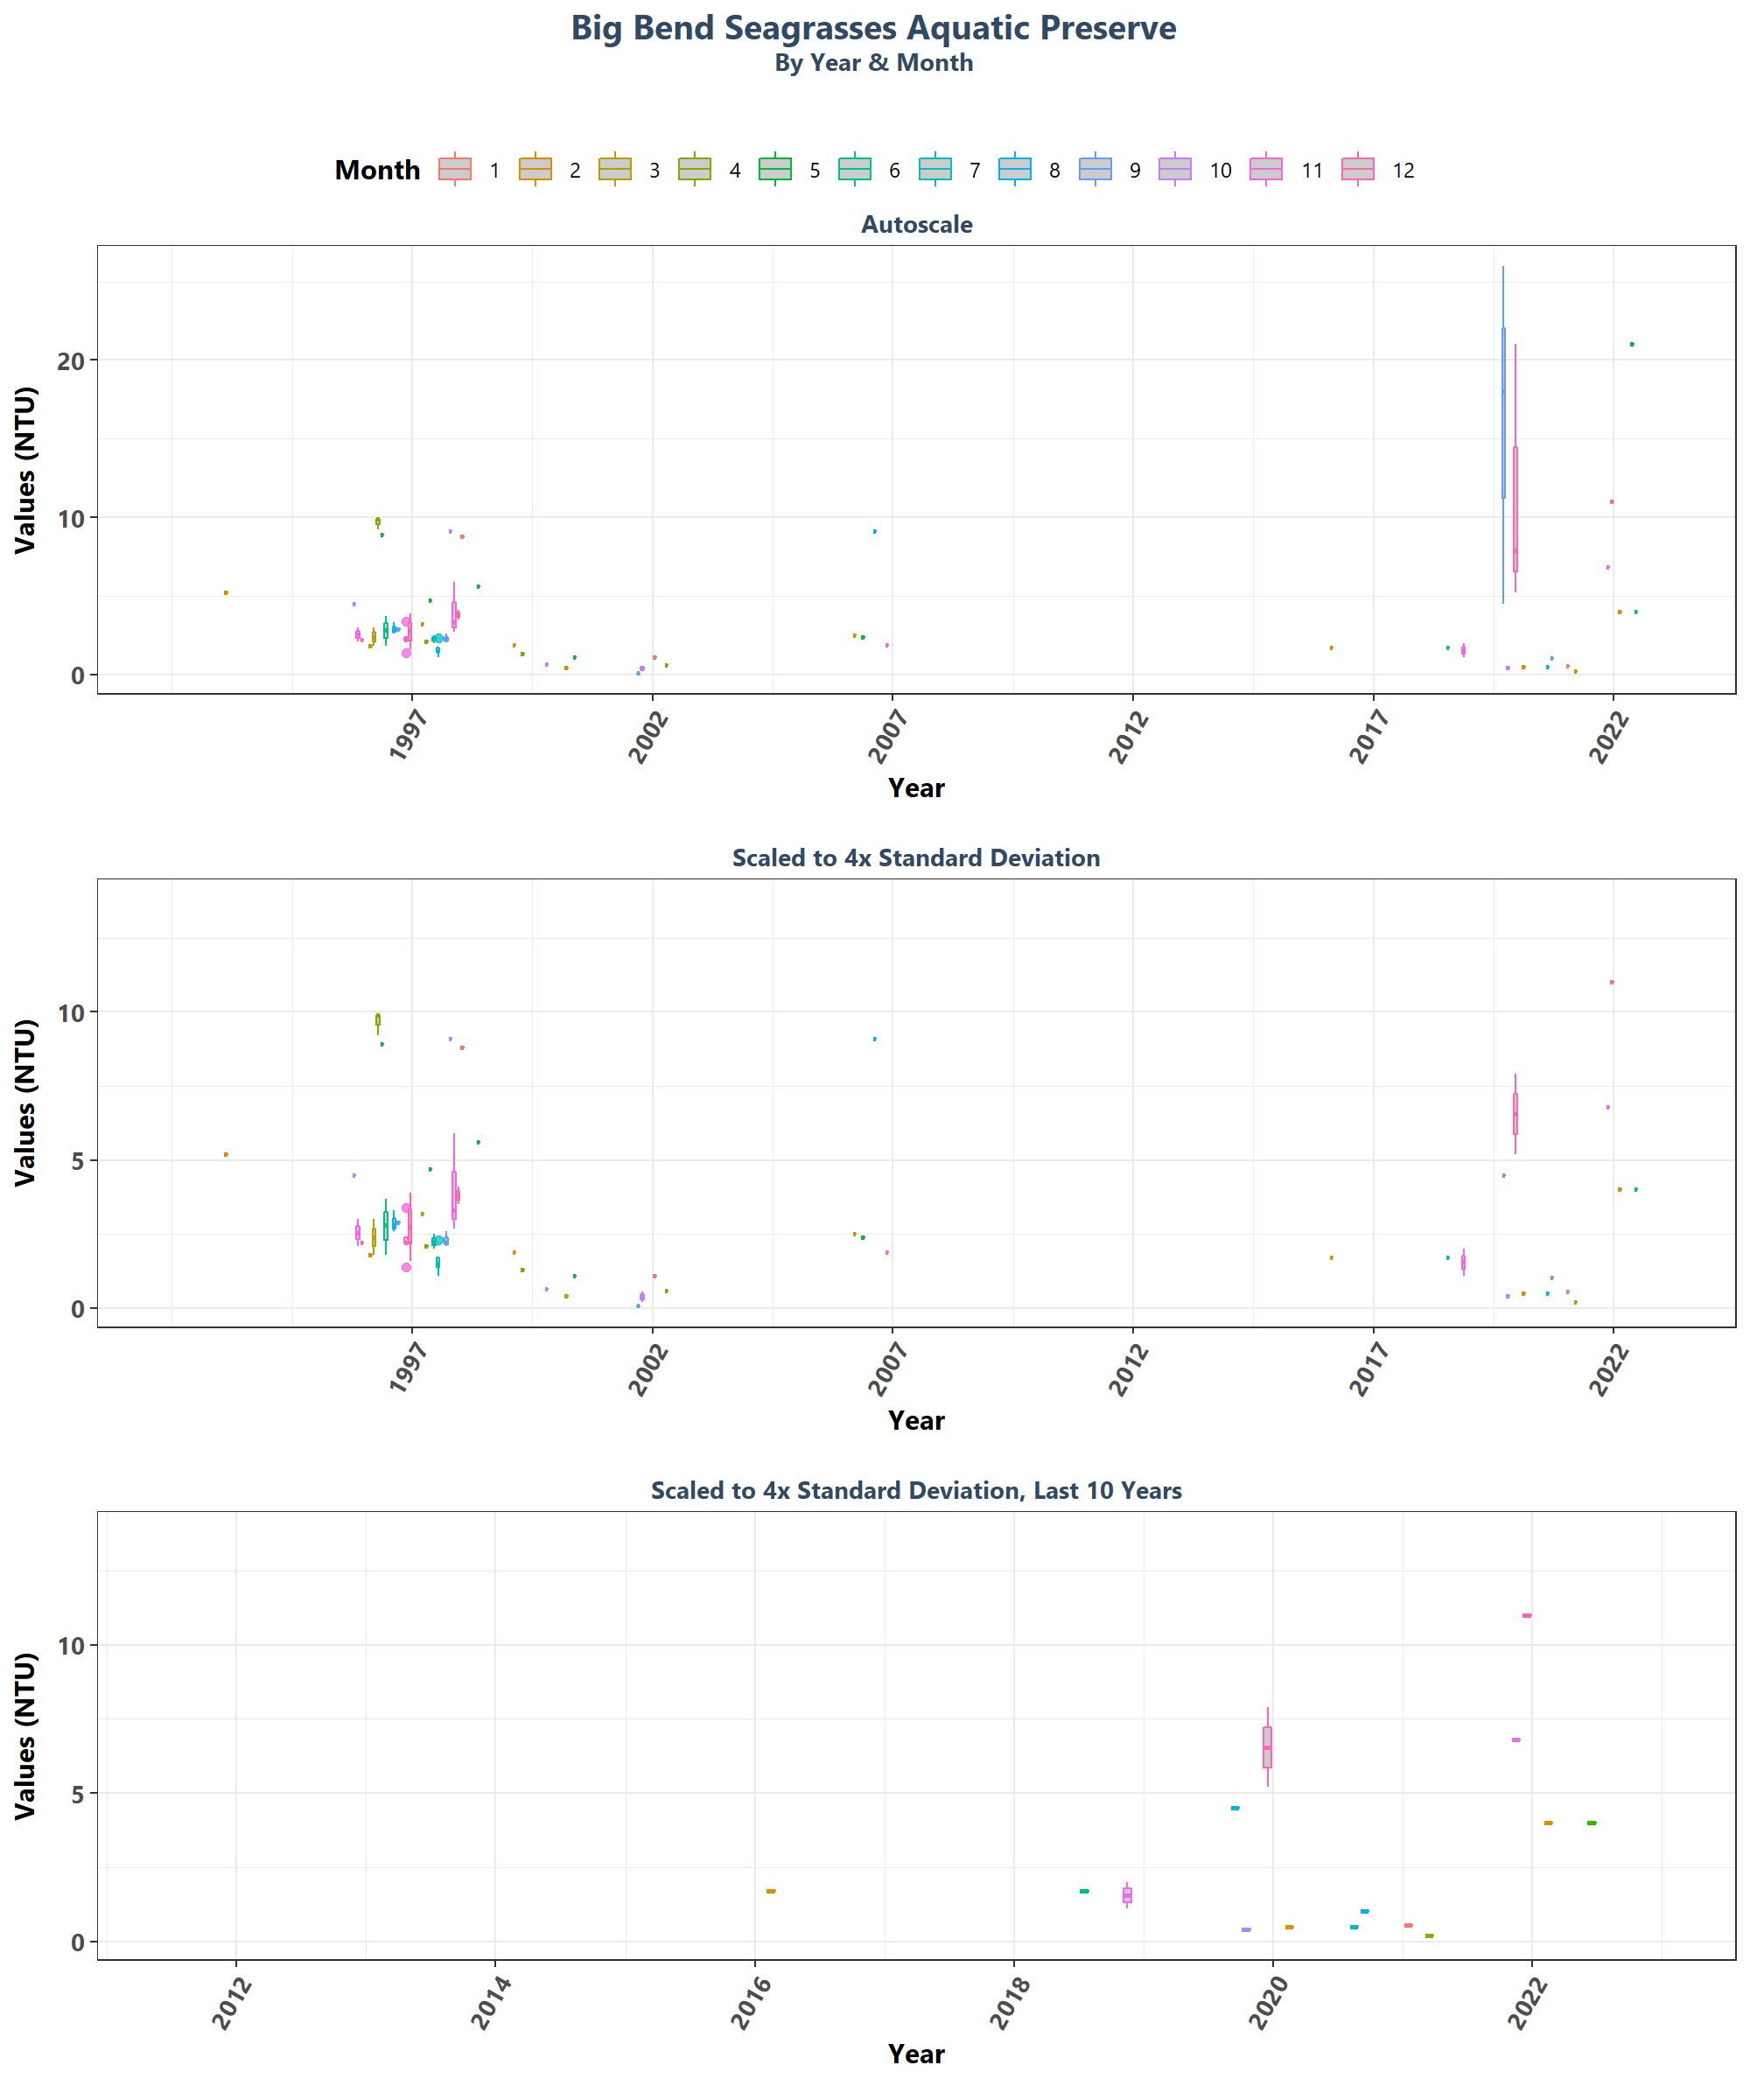 Big Bend Seagrasses Aquatic Preserve
By Year & Month
Month 1 2 3 4 5 6 7 8 9 10 11 12
Autoscale
Values (NTU)
20
10
0
1997 2002 2007 2012 2017 2022
Year
Scaled to 4x Standard Deviation
Values (NTU)
10
5
0
1997 2002 2007 2012 2017 2022
Year
Scaled to 4x Standard Deviation, Last 10 Years
Values (NTU)
10
5
0
2012 2014 2016 2018 2020 2022
Year